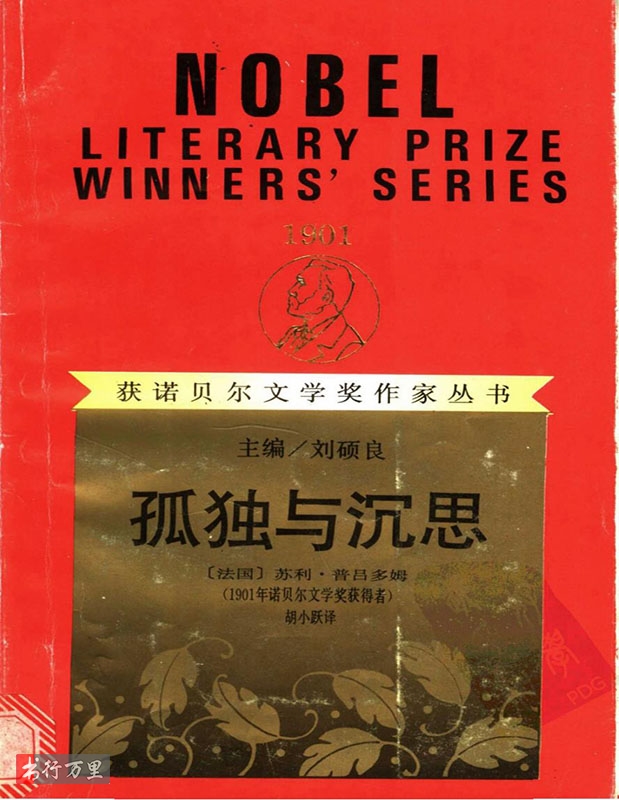 NOBEL
LITERARY PRIZE
WINNERS' SERIES
1901
获诺贝尔文学奖作家丛书
主编／刘硕良
孤独与沉思
〔法国〕苏利·普吕多姆
（1901年诺贝尔文学奖获得者）
胡小跃译
PDG
书行万里